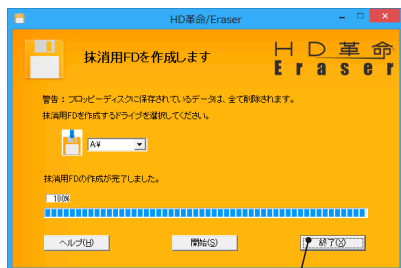 HD革命/Eraser
抹消用FDを作成します
HD革命
Eraser
警告：フロッピーディスクに保存されているデータは、全て削除されます。
抹消用FDを作成するドライブを選択してください。
A¥
抹消用FDの作成が完了しました。
100%
ヘルプ(H)
開始(S)
終了(X)